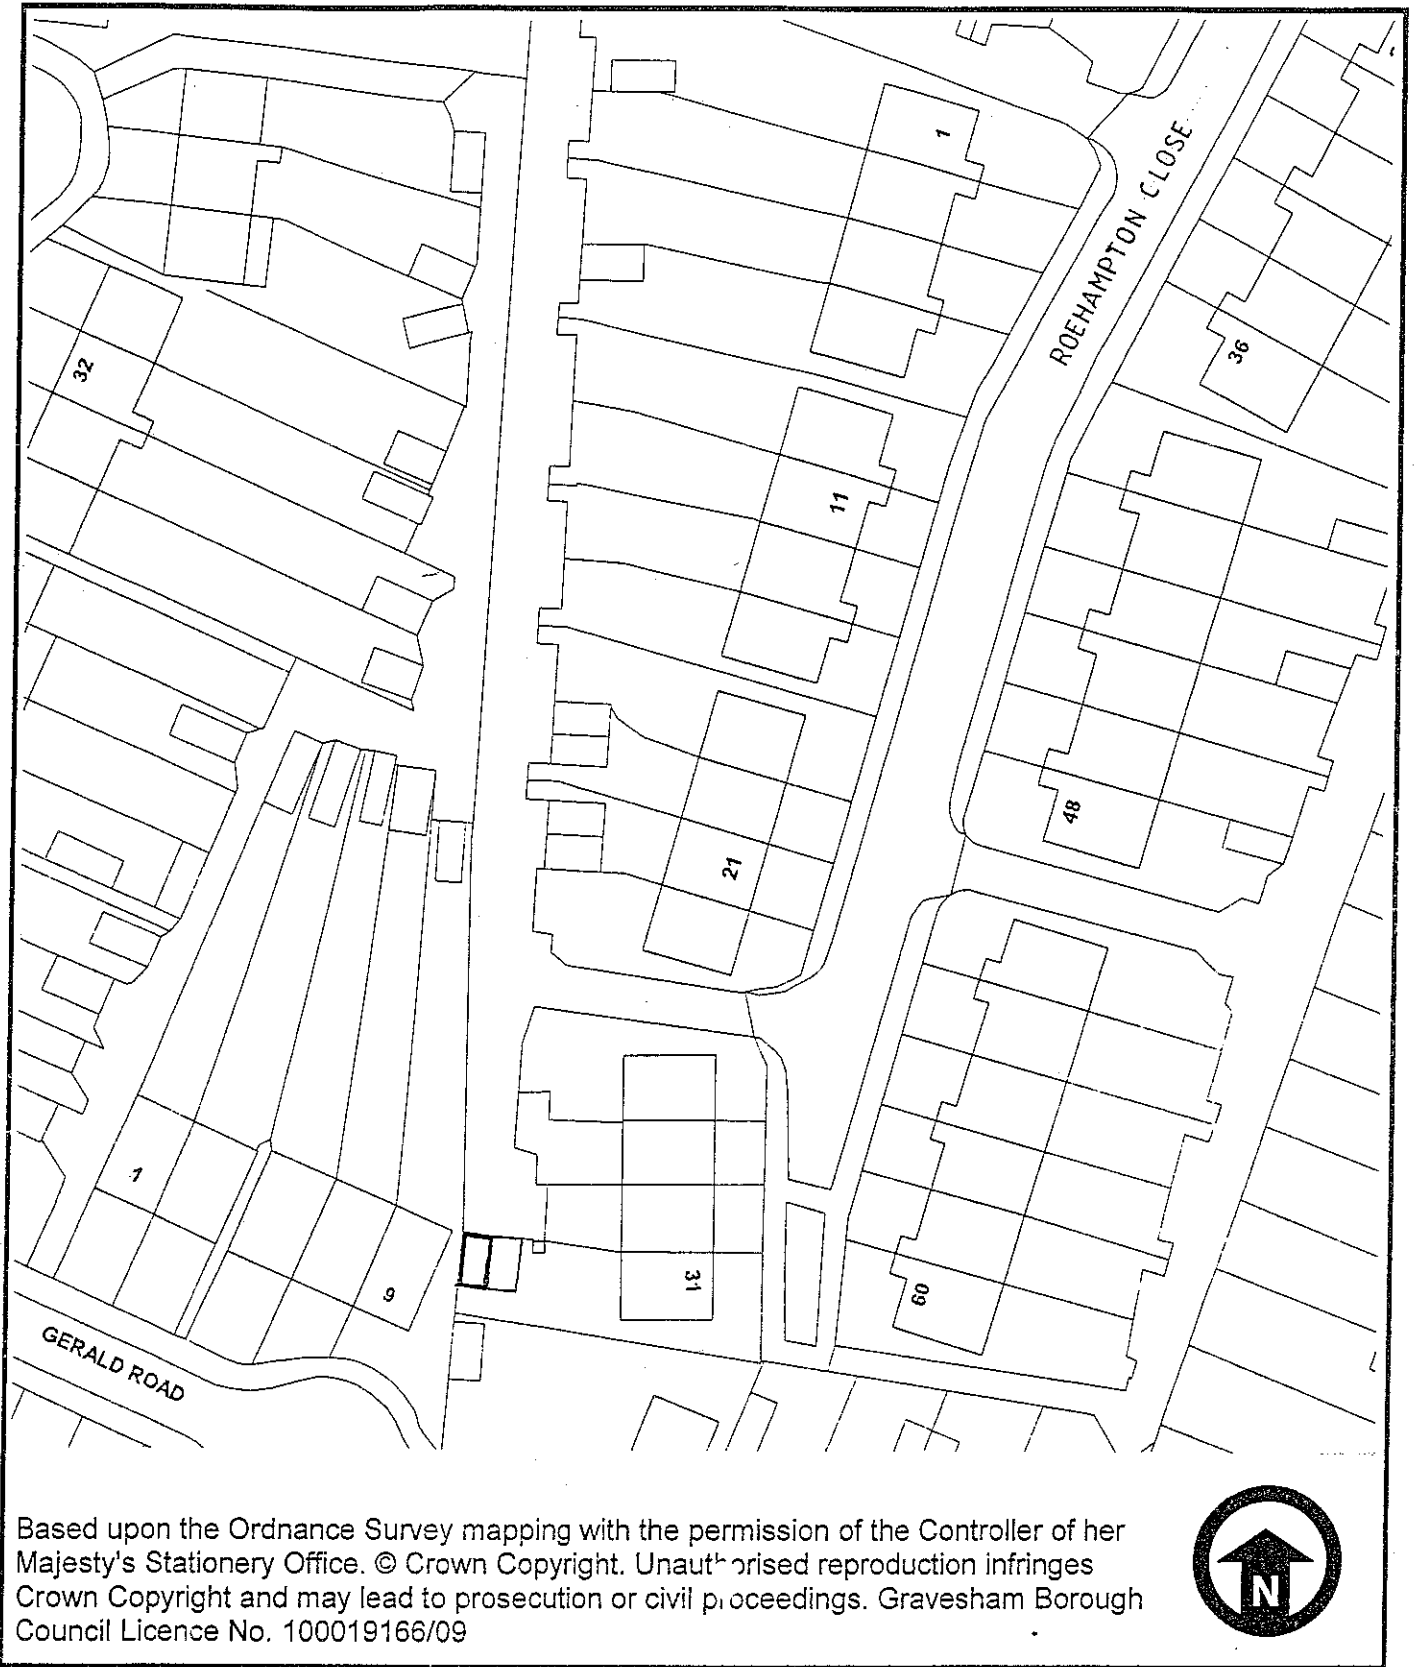 1
ROEHAMPTON CLOSE
36
32
11
48
21
1
9
31
60
GERALD ROAD
Based upon the Ordnance Survey mapping with the permission of the Controller of her
Majesty's Stationery Office. © Crown Copyright. Unauthorised reproduction infringes
Crown Copyright and may lead to prosecution or civil proceedings. Gravesham Borough
Council Licence No. 100019166/09
N